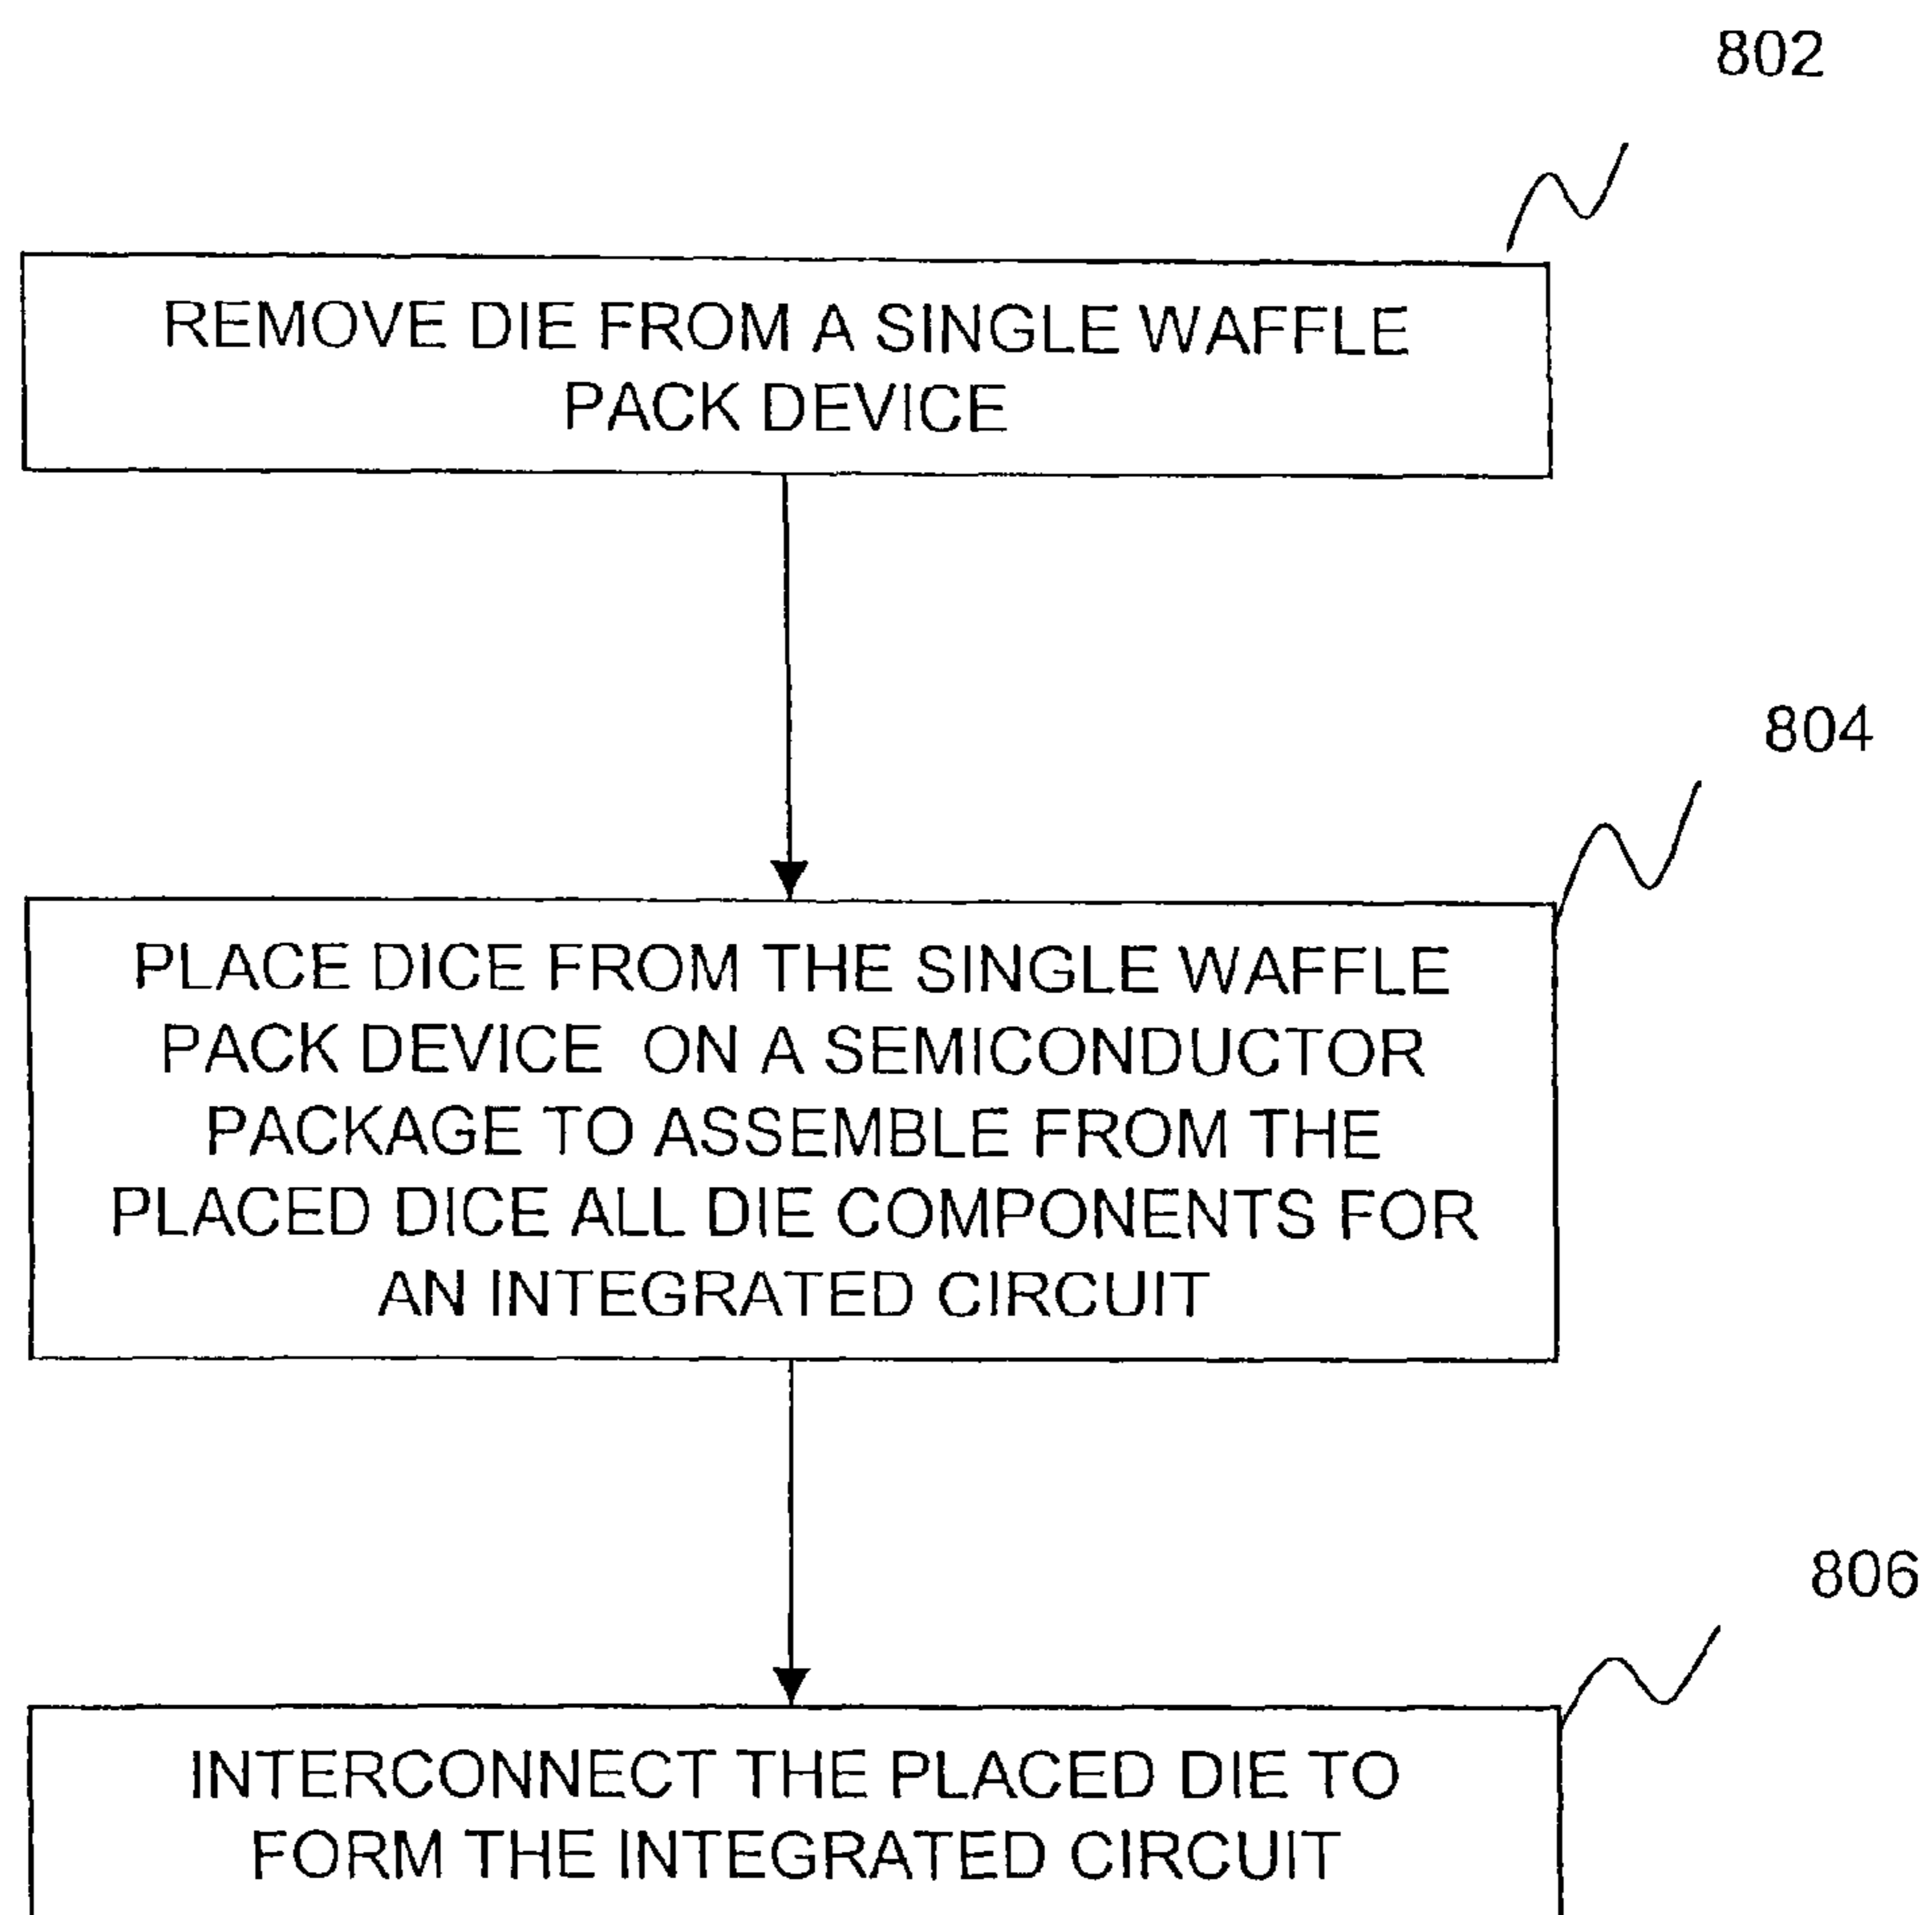 802
REMOVE DIE FROM A SINGLE WAFFLE
PACK DEVICE
804
PLACE DICE FROM THE SINGLE WAFFLE
PACK DEVICE ON A SEMICONDUCTOR
PACKAGE TO ASSEMBLE FROM THE
PLACED DICE ALL DIE COMPONENTS FOR
AN INTEGRATED CIRCUIT
806
INTERCONNECT THE PLACED DIE TO
FORM THE INTEGRATED CIRCUIT